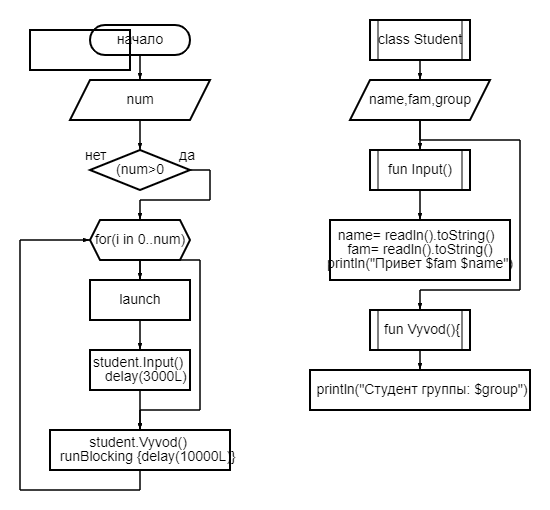 начало
num
нет
да
(num>0
for(i in 0..num)
launch
student.Input()
delay(3000L)
student.Vyvod()
runBlocking {delay(10000L)}
class Student
name,fam,group
fun Input()
name= readln().toString()
fam= readln().toString()
println("Привет $fam $name")
fun Vyvod(){
println("Студент группы: $group")